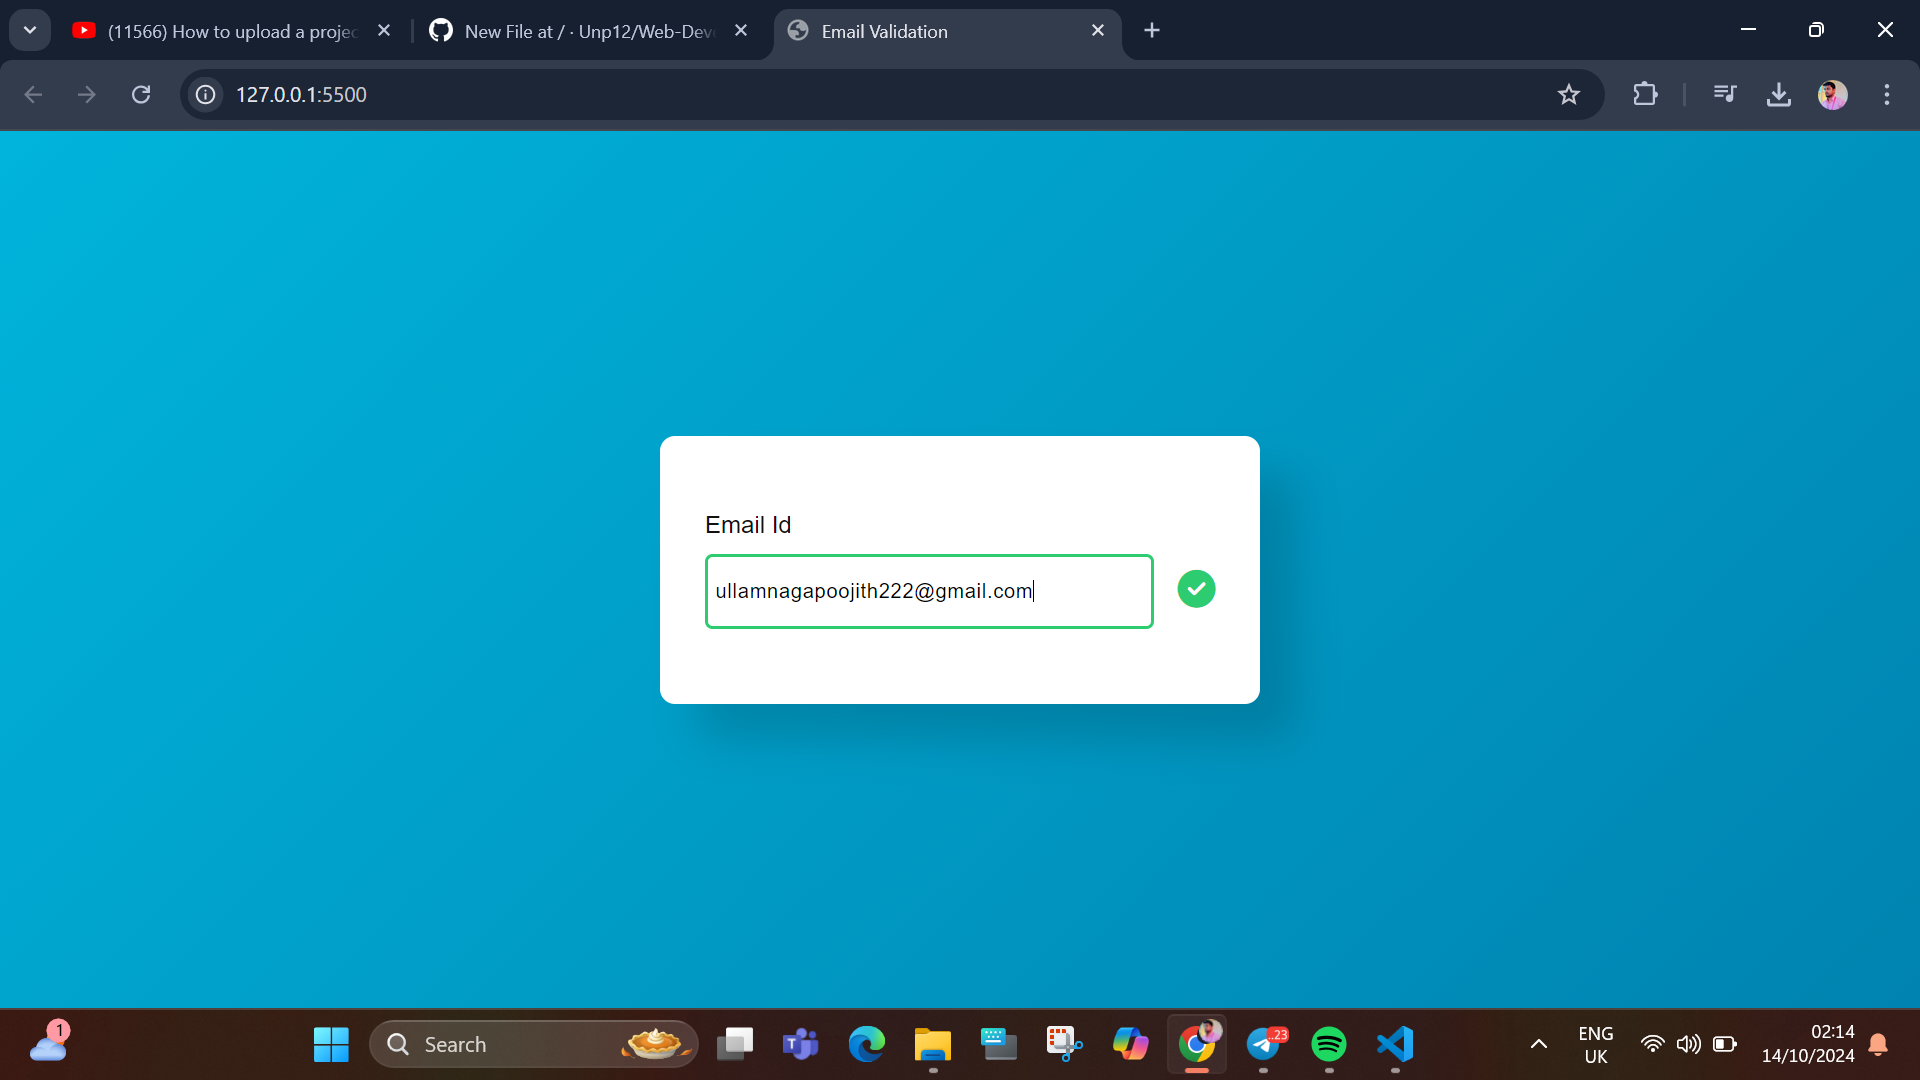 (11566) How to upload a projec
New File at / · Unp12/Web-Deve
Email Validation
127.0.0.1:5500
Email Id
ullamnagapoojith222@gmail.com
1
Search
T
..23
ENG
UK
02:14
14/10/2024